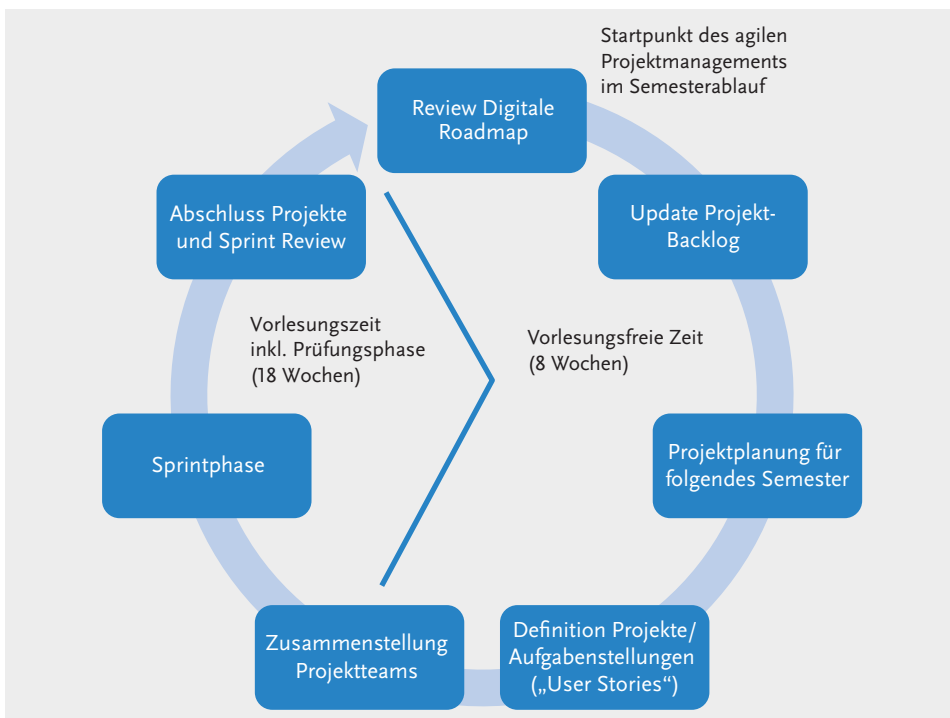 Startpunkt des agilen
Projektmanagements
im Semesterablauf
Review Digitale
Roadmap
Update Projekt-
Backlog
Projektplanung für
folgendes Semester
Definition Projekte/
Aufgabenstellungen
(„User Stories“)
Zusammenstellung
Projektteams
Sprintphase
Abschluss Projekte
und Sprint Review
Vorlesungszeit
inkl. Prüfungsphase
(18 Wochen)
Vorlesungsfreie Zeit
(8 Wochen)